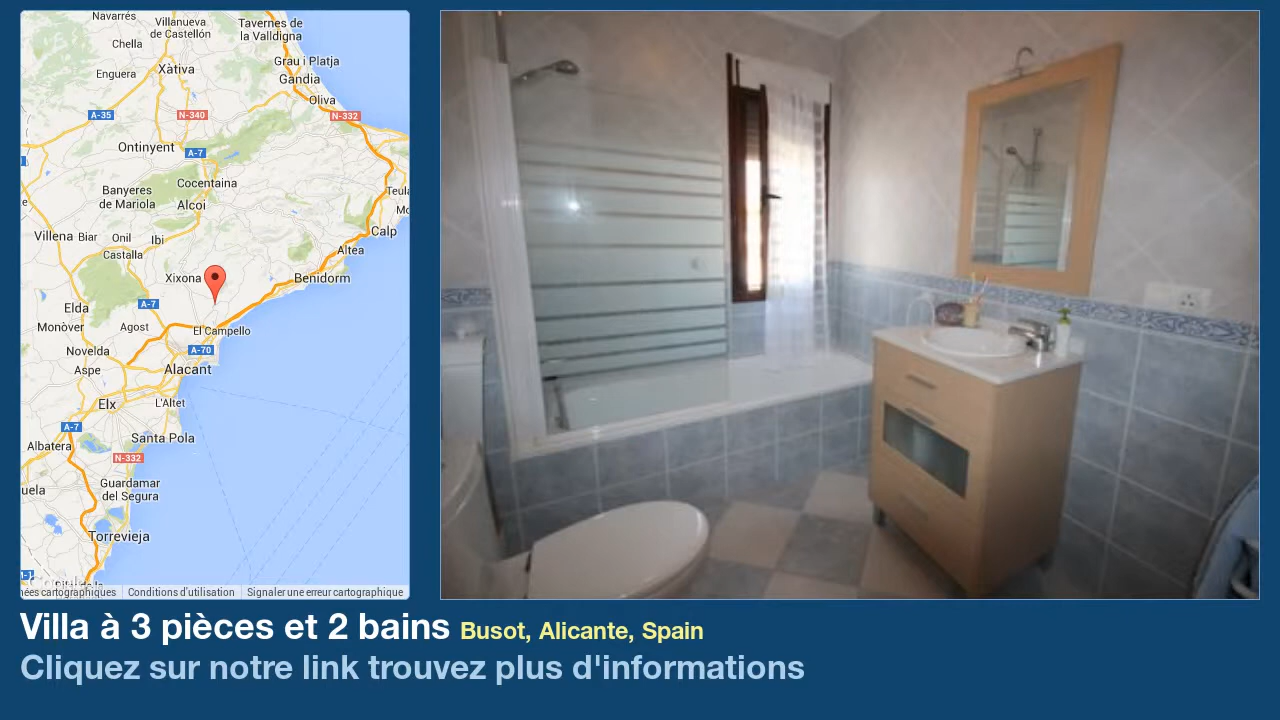 Navarrés
Villanueva
de Castellón
Tavernes de
la Valldigna
Chella
Grau i Platja
Enguera
Xàtiva
Gandia
Oliva
A-35
N-340
N-332
Ontinyent
A-7
Banyeres
de Mariola
Cocentaina
Alcoi
Teula
Villena
Biar
Onil
Ibi
Calp
Castalla
Altea
Xixona
Benidorm
Elda
A-7
Monòver
Agost
El Campello
Novelda
A-70
Aspe
Alacant
Elx
L'Altet
A-7
Albatera
Santa Pola
N-332
uela
Guardamar
del Segura
Torrevieja
nées cartographiques
Conditions d'utilisation
Signaler une erreur cartographique
Villa à 3 pièces et 2 bains Busot, Alicante, Spain
Cliquez sur notre link trouvez plus d'informations